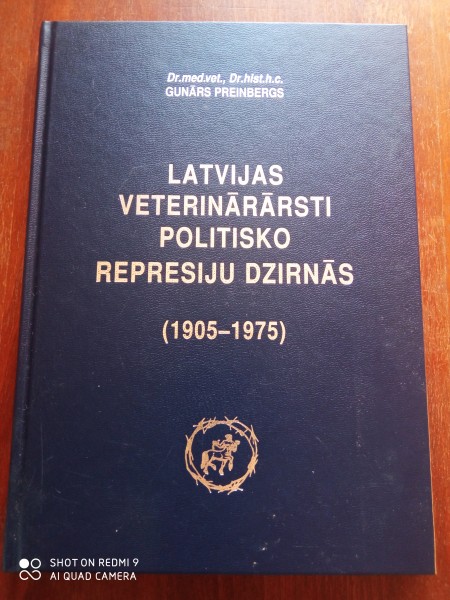 Dr.med.vet., Dr.hist.h.c.
GUNĀRS PREINBERGS
LATVIJAS
VETERINĀRĀRSTI
POLITISKO
REPRESIJU DZIRNĀS
(1905–1975)
SHOT ON REDMI 9
AI QUAD CAMERA